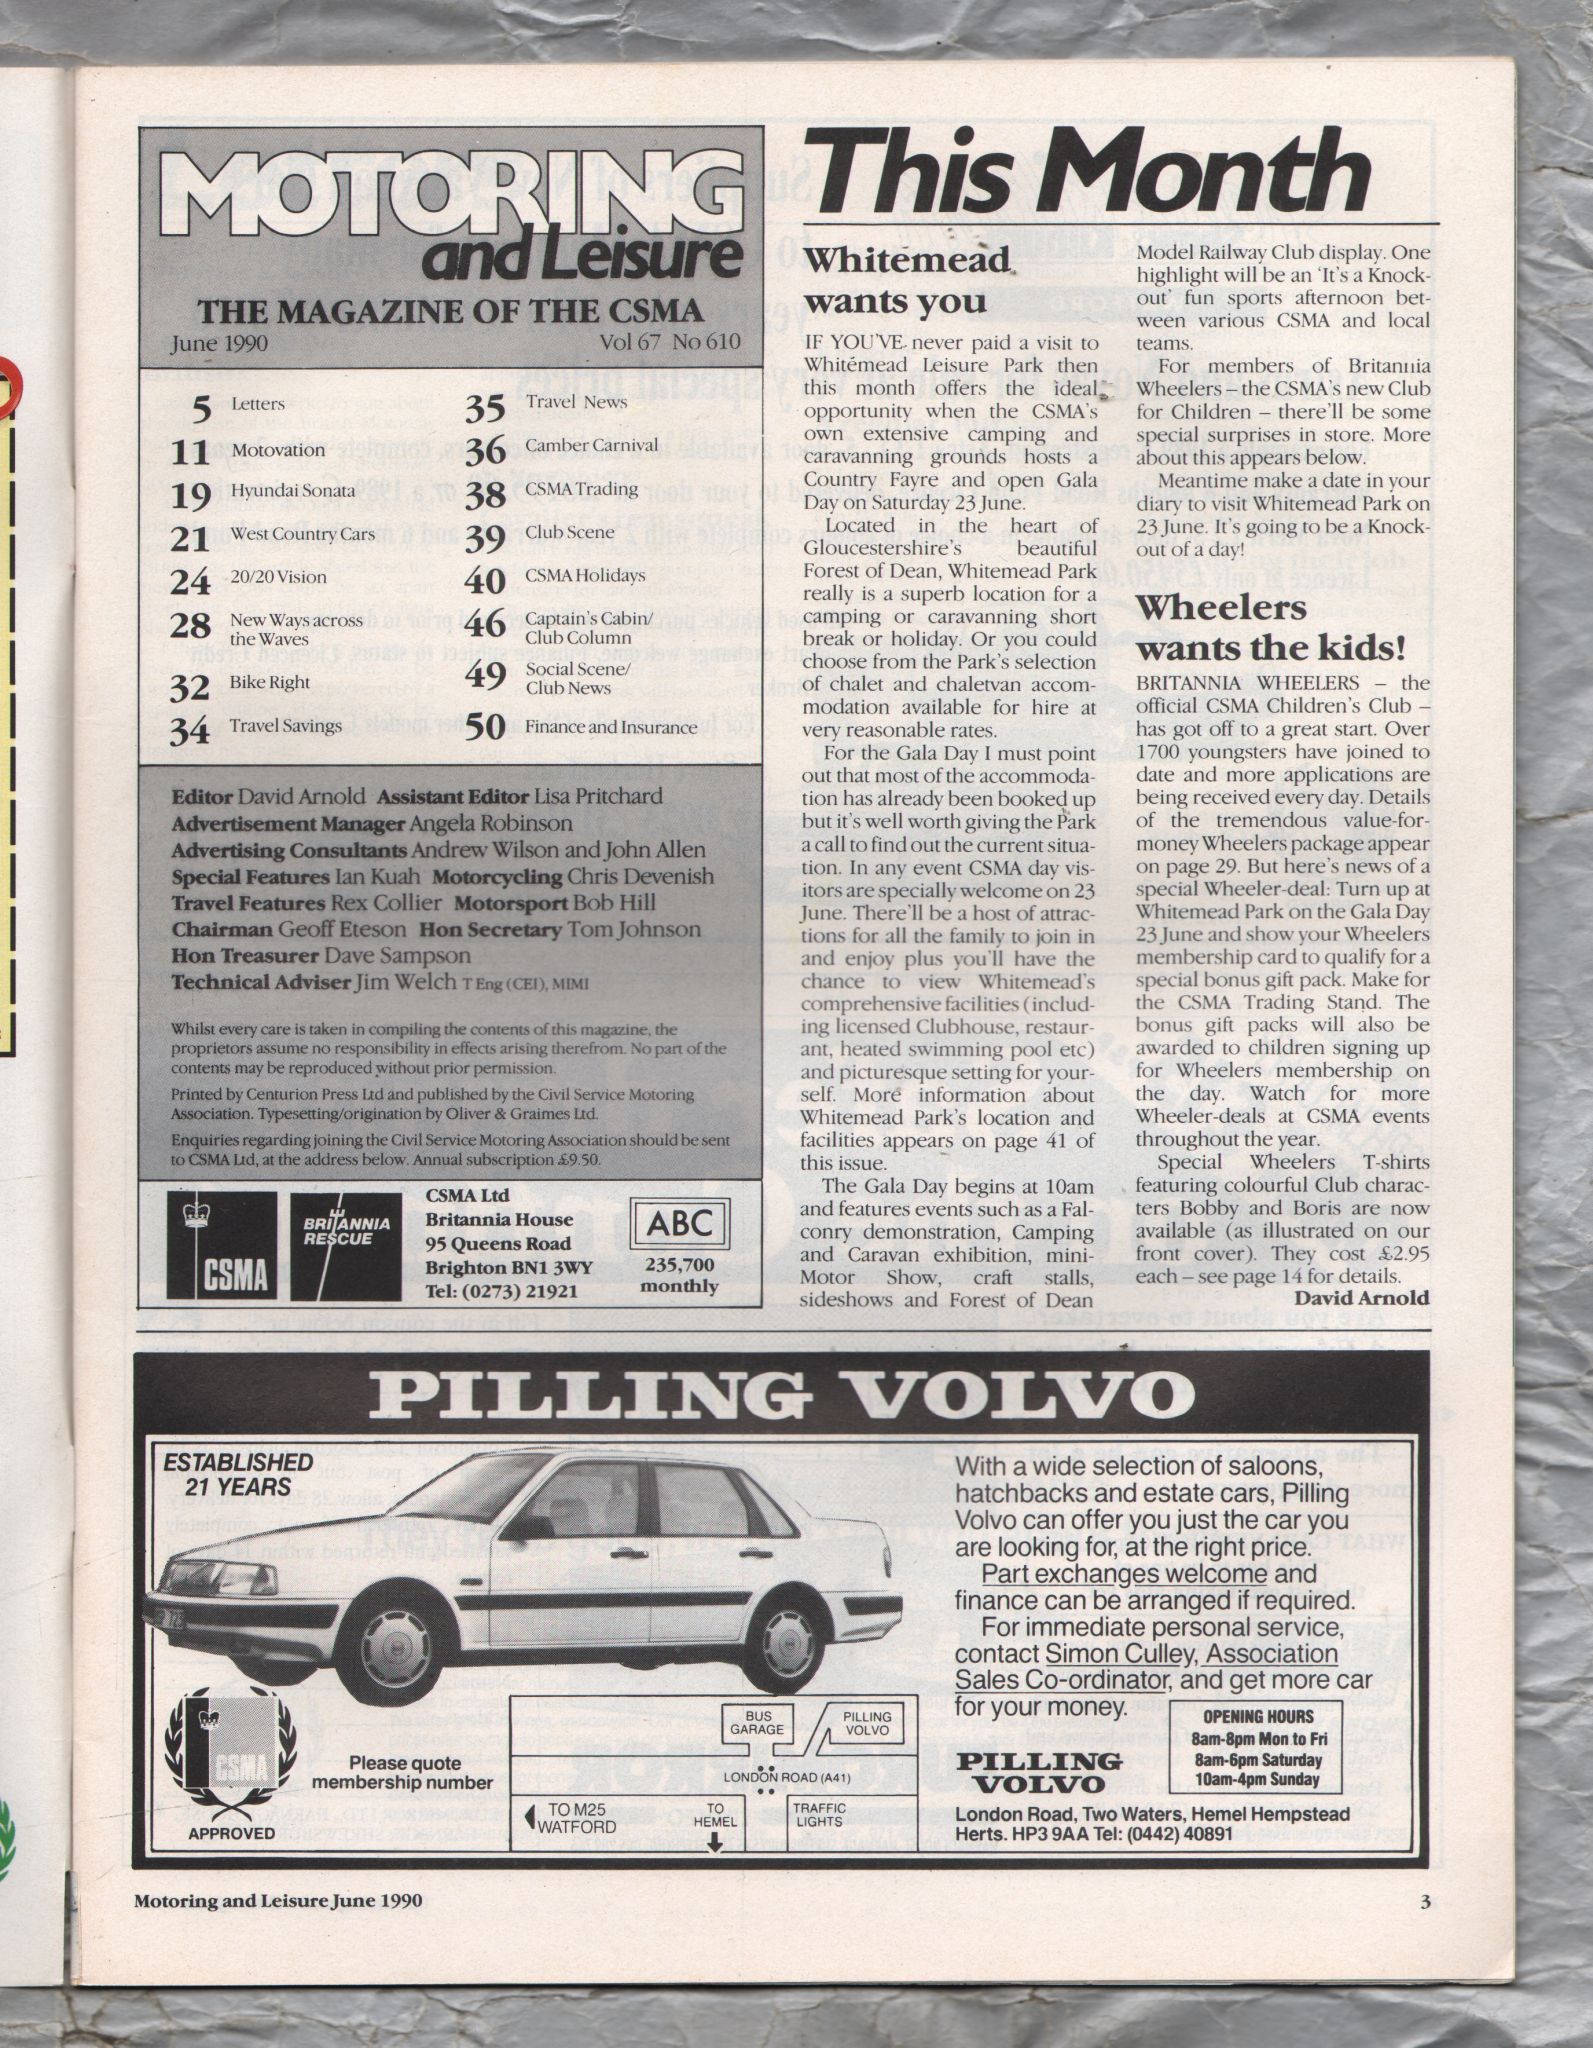 MOTORING
and Leisure
THE MAGAZINE OF THE CSMA
June 1990 Vol 67 No 610
5 Letters
11 Motovation
19 Hyundai Sonata
21 West Country Cars
24 20/20 Vision
28 New Ways across
the Waves
32 Bike Right
34 Travel Savings
35 Travel News
36 Camber Carnival
38 CSMA Trading
39 Club Scene
40 CSMA Holidays
46 Captain's Cabin/
Club Column
49 Social Scene/
Club News
50 Finance and Insurance
Editor David Arnold Assistant Editor Lisa Pritchard
Advertisement Manager Angela Robinson
Advertising Consultants Andrew Wilson and John Allen
Special Features Ian Kuah Motorcycling Chris Devenish
Travel Features Rex Collier Motorsport Bob Hill
Chairman Geoff Eteson Hon Secretary Tom Johnson
Hon Treasurer Dave Sampson
Technical Adviser Jim Welch T Eng (CEI), MIMI
Whilst every care is taken in compiling the contents of this magazine, the
proprietors assume no responsibility in effects arising therefrom. No part of the
contents may be reproduced without prior permission.
Printed by Centurion Press Ltd and published by the Civil Service Motoring
Association. Typesetting/origination by Oliver & Graimes Ltd.
Enquiries regarding joining the Civil Service Motoring Association should be sent
to CSMA Ltd, at the address below. Annual subscription £9.50.
CSMA
BRITANNIA
RESCUE
CSMA Ltd
Britannia House
95 Queens Road
Brighton BN1 3WY
Tel: (0273) 21921
ABC
235,700
monthly
This Month
Whitemead
wants you
IF YOU'VE never paid a visit to
Whitemead Leisure Park then
this month offers the ideal
opportunity when the CSMA's
own extensive camping and
caravanning grounds hosts a
Country Fayre and open Gala
Day on Saturday 23 June.
Located in the heart of
Gloucestershire's beautiful
Forest of Dean, Whitemead Park
really is a superb location for a
camping or caravanning short
break or holiday. Or you could
choose from the Park's selection
of chalet and chaletvan accom-
modation available for hire at
very reasonable rates.
For the Gala Day I must point
out that most of the accommoda-
tion has already been booked up
but it's well worth giving the Park
a call to find out the current situa-
tion. In any event CSMA day vis-
itors are specially welcome on 23
June. There'll be a host of attrac-
tions for all the family to join in
and enjoy plus you'll have the
chance to view Whitemead's
comprehensive facilities (includ-
ing licensed Clubhouse, restaur-
ant, heated swimming pool etc)
and picturesque setting for your-
self. More information about
Whitemead Park's location and
facilities appears on page 41 of
this issue.
The Gala Day begins at 10am
and features events such as a Fal-
conry demonstration, Camping
and Caravan exhibition, mini-
Motor Show, craft stalls,
sideshows and Forest of Dean
Model Railway Club display. One
highlight will be an 'It's a Knock-
out' fun sports afternoon bet-
ween various CSMA and local
teams.
For members of Britannia
Wheelers – the CSMA's new Club
for Children – there'll be some
special surprises in store. More
about this appears below.
Meantime make a date in your
diary to visit Whitemead Park on
23 June. It's going to be a Knock-
out of a day!
Wheelers
wants the kids!
BRITANNIA WHEELERS – the
official CSMA Children's Club –
has got off to a great start. Over
1700 youngsters have joined to
date and more applications are
being received every day. Details
of the tremendous value-for-
money Wheelers package appear
on page 29. But here's news of a
special Wheeler-deal: Turn up at
Whitemead Park on the Gala Day
23 June and show your Wheelers
membership card to qualify for a
special bonus gift pack. Make for
the CSMA Trading Stand. The
bonus gift packs will also be
awarded to children signing up
for Wheelers membership on
the day. Watch for more
Wheeler-deals at CSMA events
throughout the year.
Special Wheelers T-shirts
featuring colourful Club charac-
ters Bobby and Boris are now
available (as illustrated on our
front cover). They cost £2.95
each – see page 14 for details.
David Arnold
PILLING VOLVO
ESTABLISHED
21 YEARS
With a wide selection of saloons,
hatchbacks and estate cars, Pilling
Volvo can offer you just the car you
are looking for, at the right price.
Part exchanges welcome and
finance can be arranged if required.
For immediate personal service,
contact Simon Culley, Association
Sales Co-ordinator, and get more car
for your money.
CSMA
APPROVED
Please quote
membership number
BUS
GARAGE
PILLING
VOLVO
LONDON ROAD (A41)
TO M25
WATFORD
TO
HEMEL
TRAFFIC
LIGHTS
OPENING HOURS
8am-8pm Mon to Fri
8am-6pm Saturday
10am-4pm Sunday
PILLING
VOLVO
London Road, Two Waters, Hemel Hempstead
Herts. HP3 9AA Tel: (0442) 40891
Motoring and Leisure June 1990 3